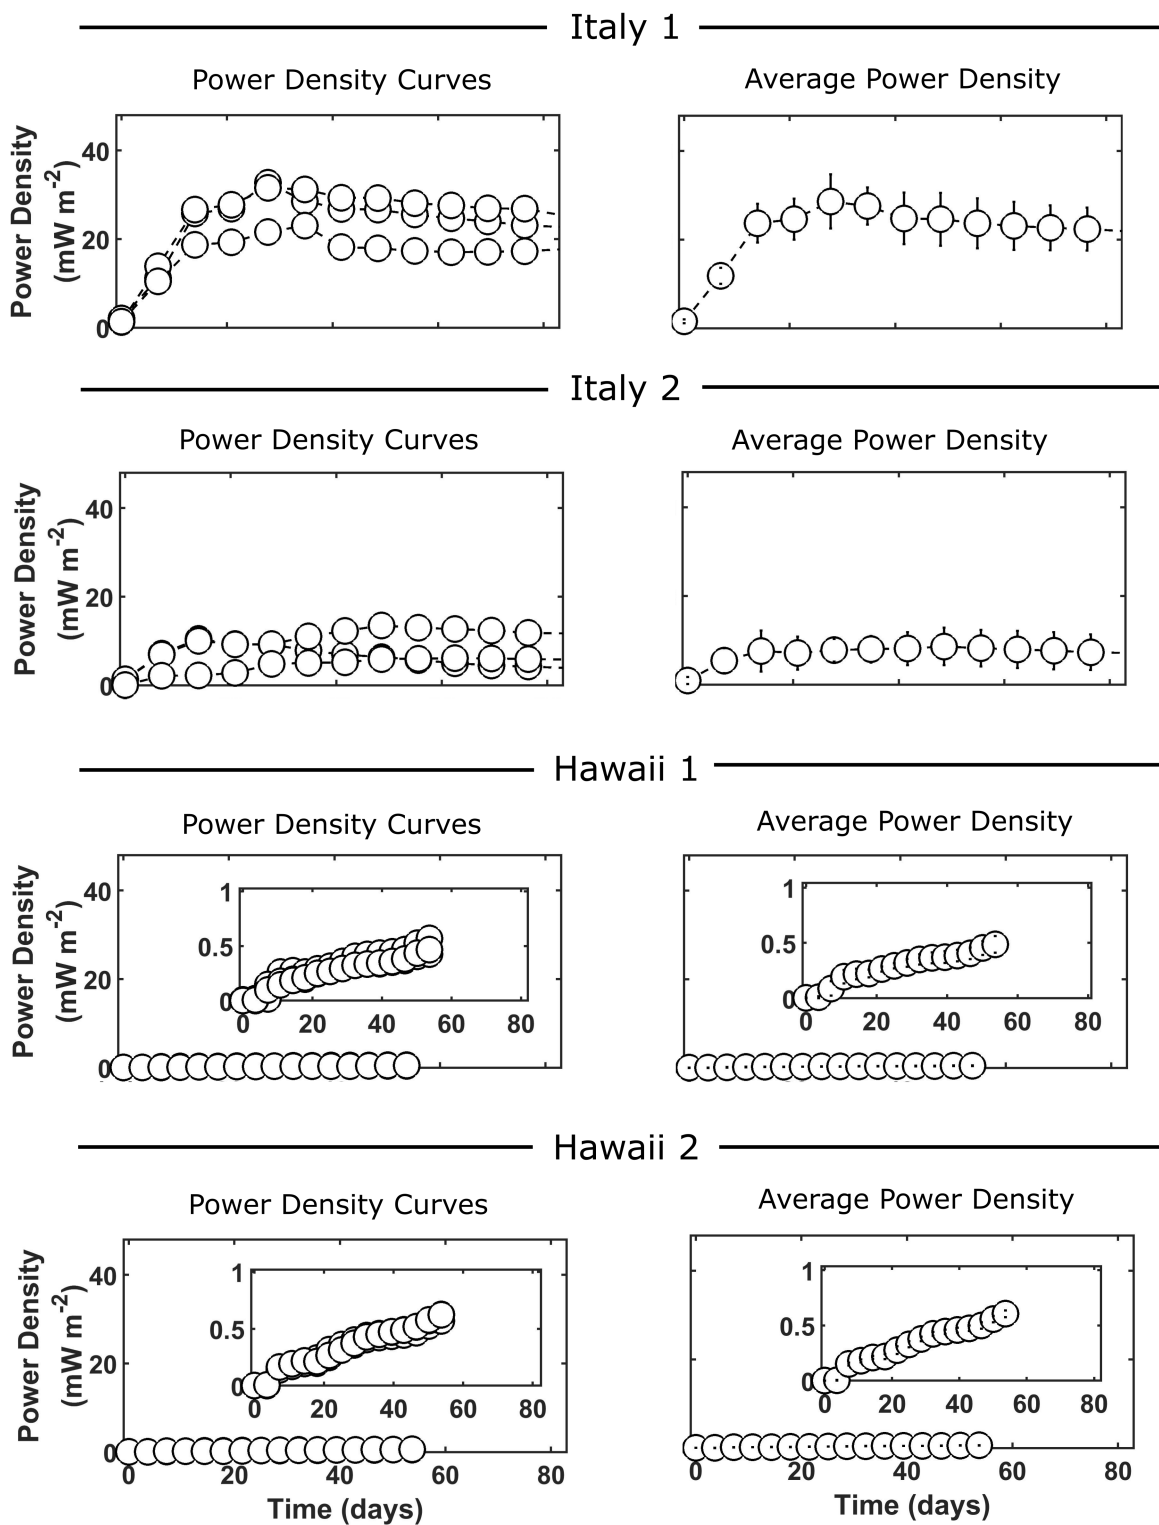 Italy 1
Power Density Curves
Average Power Density
Power Density
(mW m-2)
40
20
0
Italy 2
Power Density Curves
Average Power Density
Power Density
(mW m-2)
40
20
0
Hawaii 1
Power Density Curves
Average Power Density
Power Density
(mW m-2)
40
20
0
1
0.5
0
0 20 40 60 80
1
0.5
0
0 20 40 60 80
Hawaii 2
Power Density Curves
Average Power Density
Power Density
(mW m-2)
40
20
0
1
0.5
0
0 20 40 60 80
1
0.5
0
0 20 40 60 80
0 20 40 60 80
Time (days)
0 20 40 60 80
Time (days)